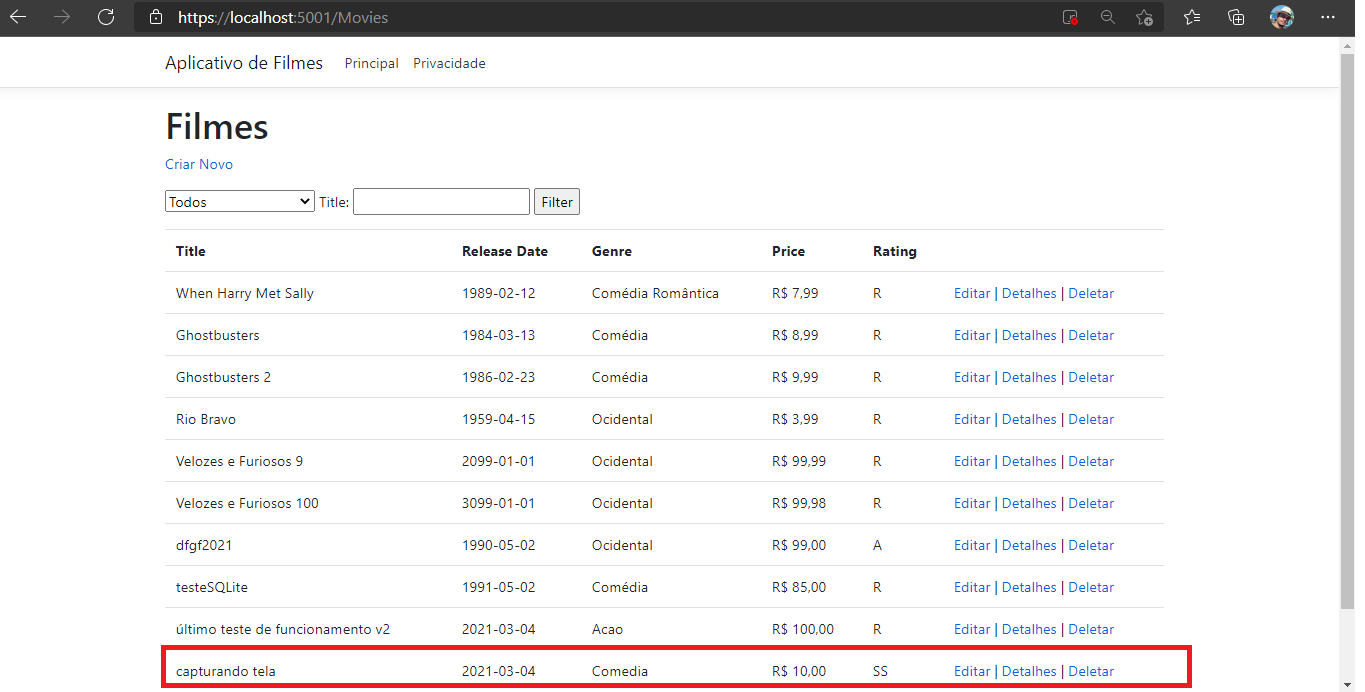 https://localhost:5001/Movies
Aplicativo de Filmes Principal Privacidade
Filmes
Criar Novo
Todos Title: Filter
Title Release Date Genre Price Rating
When Harry Met Sally 1989-02-12 Comédia Romântica R$ 7,99 R Editar | Detalhes | Deletar
Ghostbusters 1984-03-13 Comédia R$ 8,99 R Editar | Detalhes | Deletar
Ghostbusters 2 1986-02-23 Comédia R$ 9,99 R Editar | Detalhes | Deletar
Rio Bravo 1959-04-15 Ocidental R$ 3,99 R Editar | Detalhes | Deletar
Velozes e Furiosos 9 2099-01-01 Ocidental R$ 99,99 R Editar | Detalhes | Deletar
Velozes e Furiosos 100 3099-01-01 Ocidental R$ 99,98 R Editar | Detalhes | Deletar
dfgf2021 1990-05-02 Ocidental R$ 99,00 A Editar | Detalhes | Deletar
testeSQLite 1991-05-02 Comédia R$ 85,00 R Editar | Detalhes | Deletar
último teste de funcionamento v2 2021-03-04 Acao R$ 100,00 R Editar | Detalhes | Deletar
capturando tela 2021-03-04 Comedia R$ 10,00 SS Editar | Detalhes | Deletar